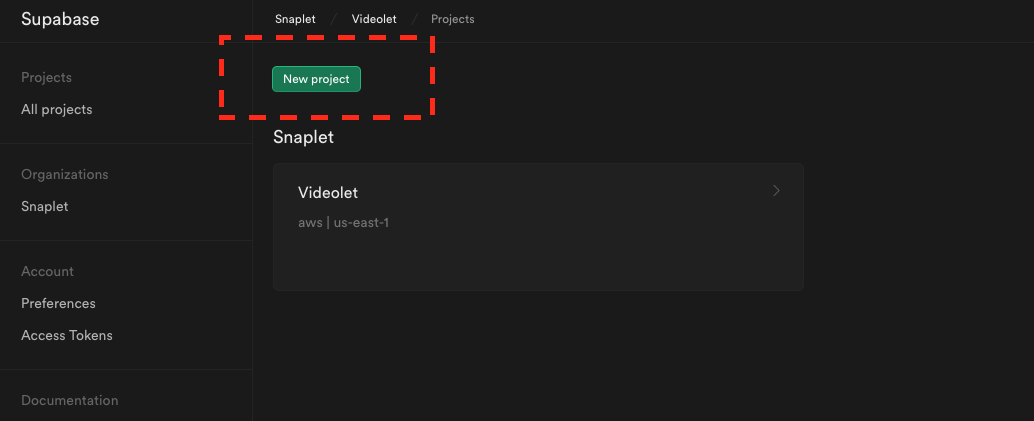 Supabase
Snaplet / Videolet / Projects
Projects
All projects
Organizations
Snaplet
Account
Preferences
Access Tokens
Documentation
New project
Snaplet
Videolet
aws | us-east-1